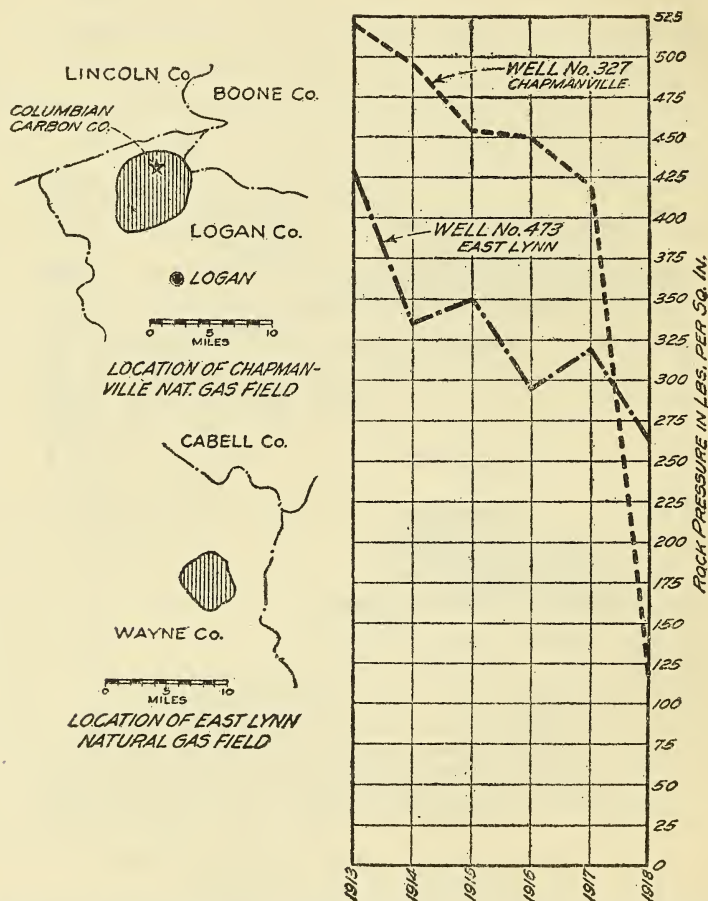 LINCOLN CO.
BOONE CO.
COLUMBIAN
CARBON CO.
LOGAN CO.
LOGAN
0 5 10
MILES
LOCATION OF CHAPMAN-
VILLE NAT. GAS FIELD
CABELL CO.
WAYNE CO.
0 5 10
MILES
LOCATION OF EAST LYNN
NATURAL GAS FIELD
WELL No. 327
CHAPMANVILLE
WELL No. 473
EAST LYNN
525
500
475
450
425
400
375
350
325
300
275
250
225
200
175
150
125
100
75
50
25
0
ROCK PRESSURE IN LBS. PER SQ. IN.
1913
1914
1915
1916
1917
1918